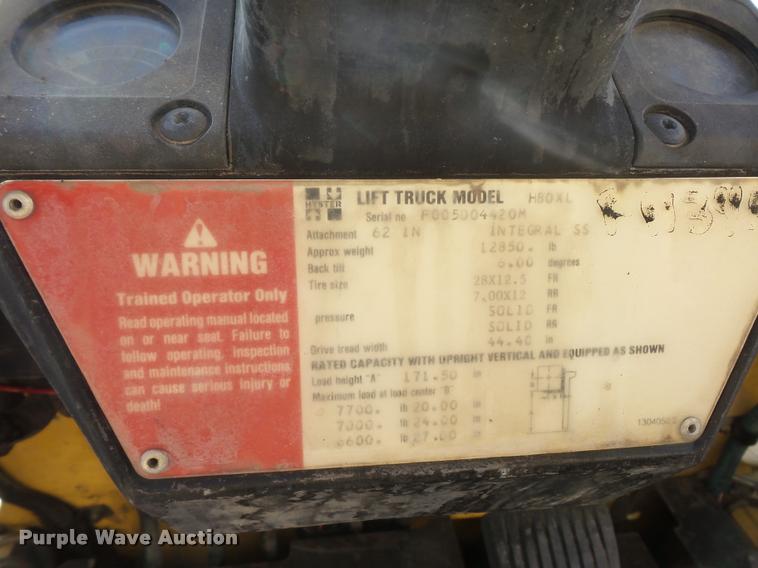 WARNING
Trained Operator Only
Read operating manual located
on or near seat. Failure to
follow operating, inspection
and maintenance instructions
can cause serious injury or
death!
HYSTER
LIFT TRUCK MODEL H80XL
Serial no F005D04420M
Attachment 62 IN INTEGRAL SS
Approx weight 12850. lb
Back tilt 6.00 degrees
Tire size 28X12.5 FR
7.00X12 RR
pressure SOLID FR
SOLID RR
Drive tread width 44.40 in
RATED CAPACITY WITH UPRIGHT VERTICAL AND EQUIPPED AS SHOWN
Load height "A" 171.50 in
Maximum load at load center "B"
7700. lb 20.00 in
7000. lb 24.00 in
6600. lb 27.00 in
Purple Wave Auction